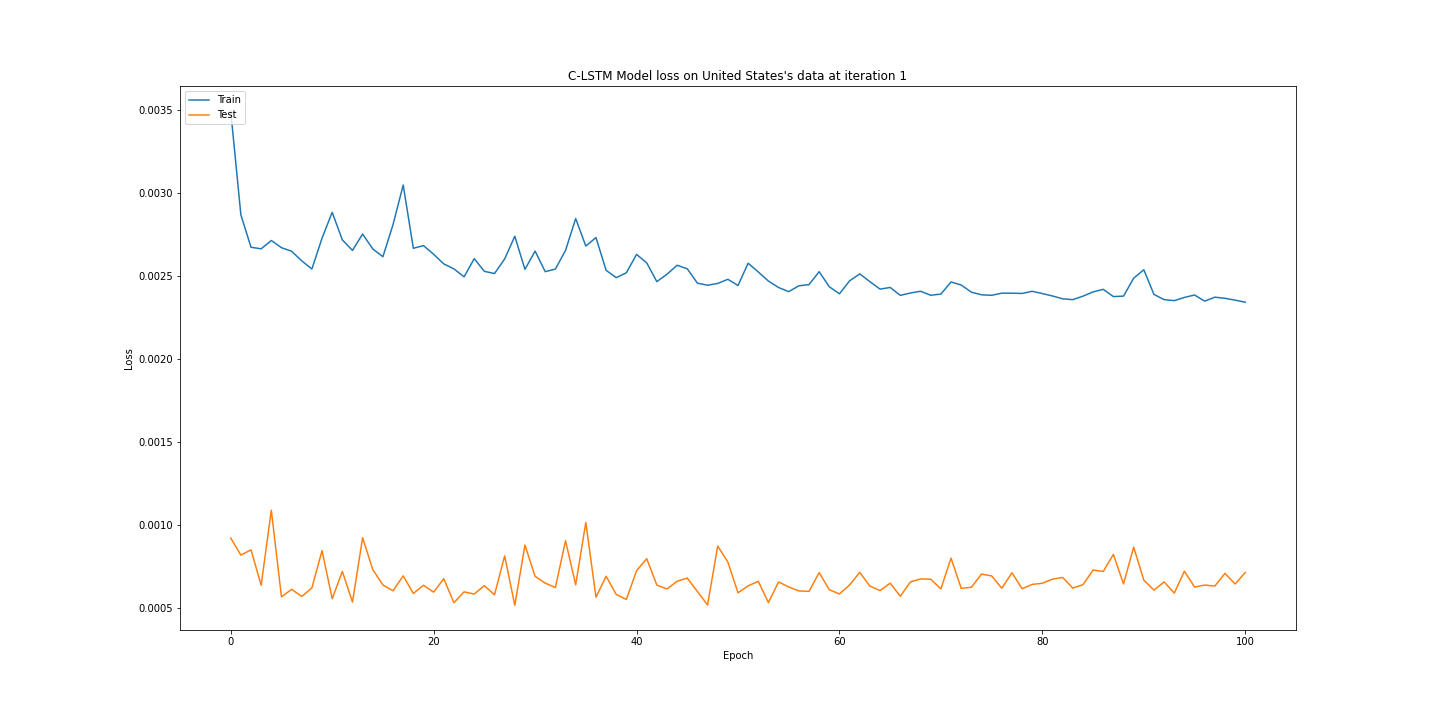 C-LSTM Model loss on United States's data at iteration 1
Train
Test
0.0035
0.0030
0.0025
0.0020
0.0015
0.0010
0.0005
Loss
0 20 40 60 80 100
Epoch